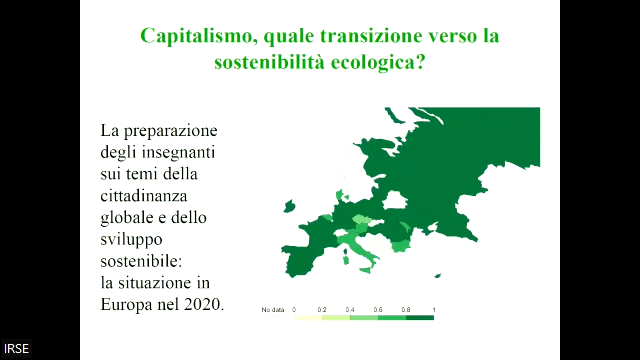 Capitalismo, quale transizione verso la
sostenibilità ecologica?
La preparazione
degli insegnanti
sui temi della
cittadinanza
globale e dello
sviluppo
sostenibile:
la situazione in
Europa nel 2020.
No data 0 0.2 0.4 0.6 0.8 1
IRSE